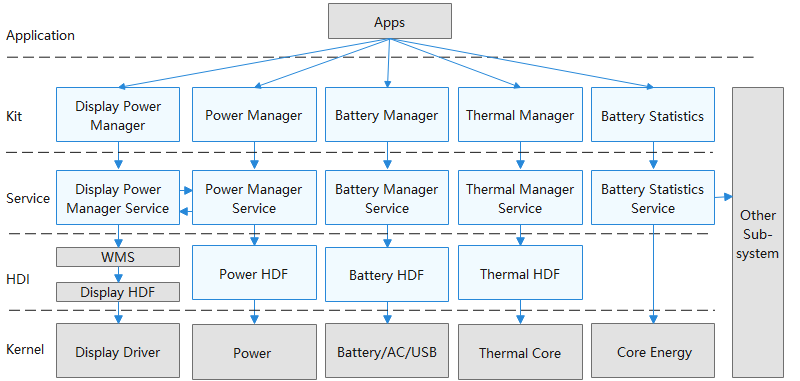 Apps
Application
Kit
Display Power
Manager
Power Manager
Battery Manager
Thermal Manager
Battery Statistics
Service
Display Power
Manager Service
Power Manager
Service
Battery Manager
Service
Thermal Manager
Service
Battery Statistics
Service
Other
Sub-
system
HDI
WMS
Display HDF
Power HDF
Battery HDF
Thermal HDF
Kernel
Display Driver
Power
Battery/AC/USB
Thermal Core
Core Energy